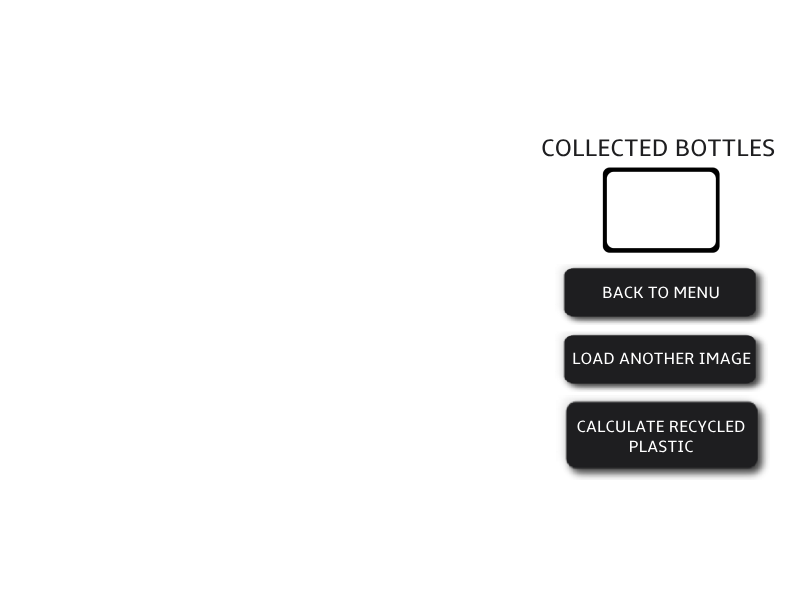 COLLECTED BOTTLES
BACK TO MENU
LOAD ANOTHER IMAGE
CALCULATE RECYCLED
PLASTIC